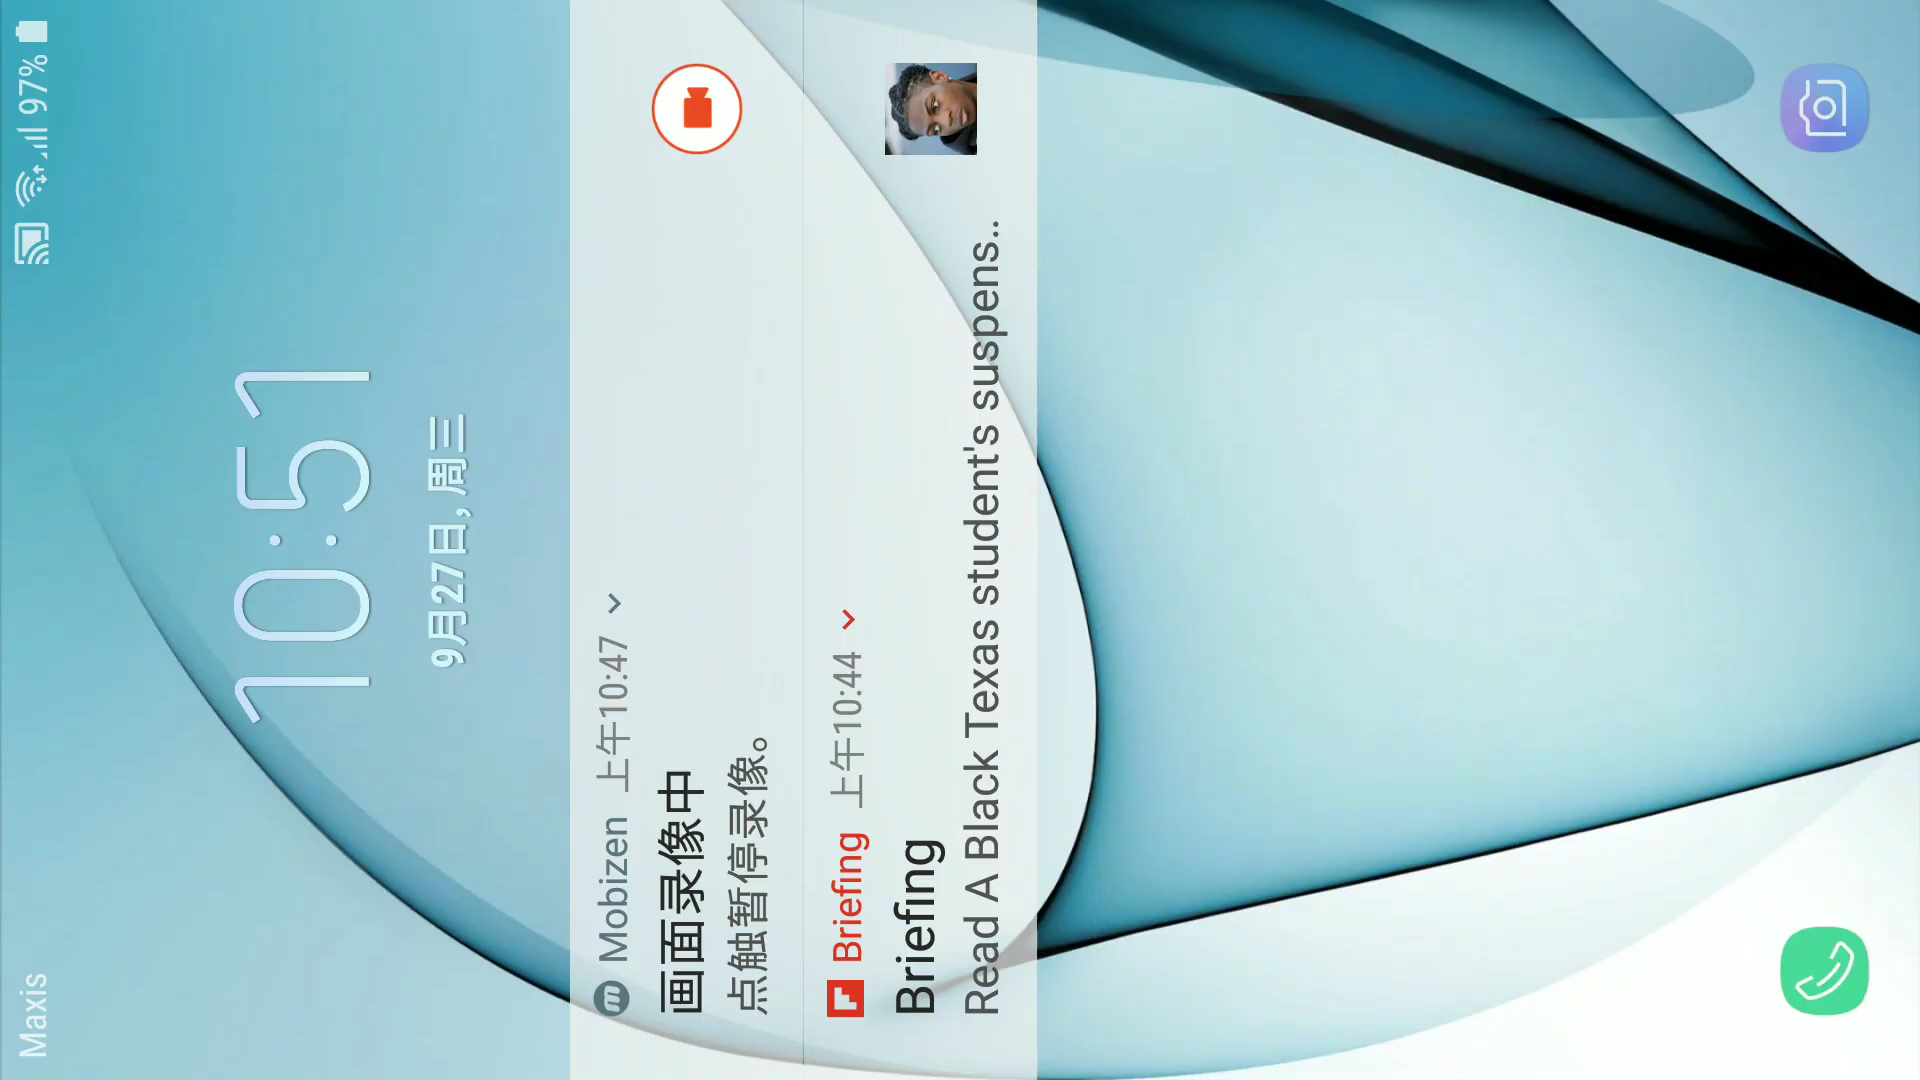 Maxis 97%
10:51
9月27日, 周三
Mobizen 上午10:47
画面录像中
点触暂停录像。
Briefing 上午10:44
Briefing
Read A Black Texas student's suspens..